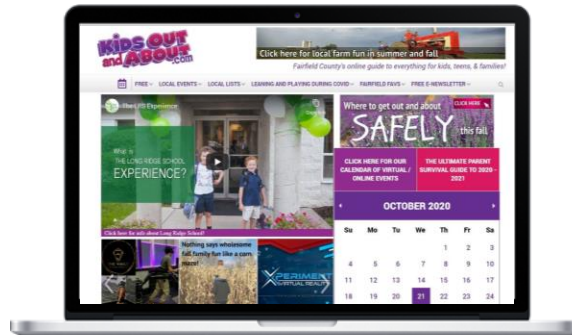 KIDS OUT
and ABOUT
.com
Click here for local farm fun in summer and fall
Fairfield County's online guide to everything for kids, teens, & families!
FREE
LOCAL EVENTS
LOCAL LISTS
LEANING AND PLAYING DURING COVID
FAIRFIELD FAVS
FREE E-NEWSLETTER
Experience
What is
THE LONG RIDGE SCHOOL
EXPERIENCE?
Click here for info about Long Ridge School!
Where to get out and about
CLICK HERE
SAFELY
this fall
CLICK HERE FOR OUR
CALENDAR OF VIRTUAL /
ONLINE EVENTS
THE ULTIMATE PARENT
SURVIVAL GUIDE TO 2020 -
2021
OCTOBER 2020
Su Mo Tu We Th Fr Sa
1 2 3
4 5 6 7 8 9 10
11 12 13 14 15 16 17
18 19 20 21 22 23 24
Nothing says wholesome
fall family fun like a corn
maze!
XPERIMENT
VIRTUAL REALITY